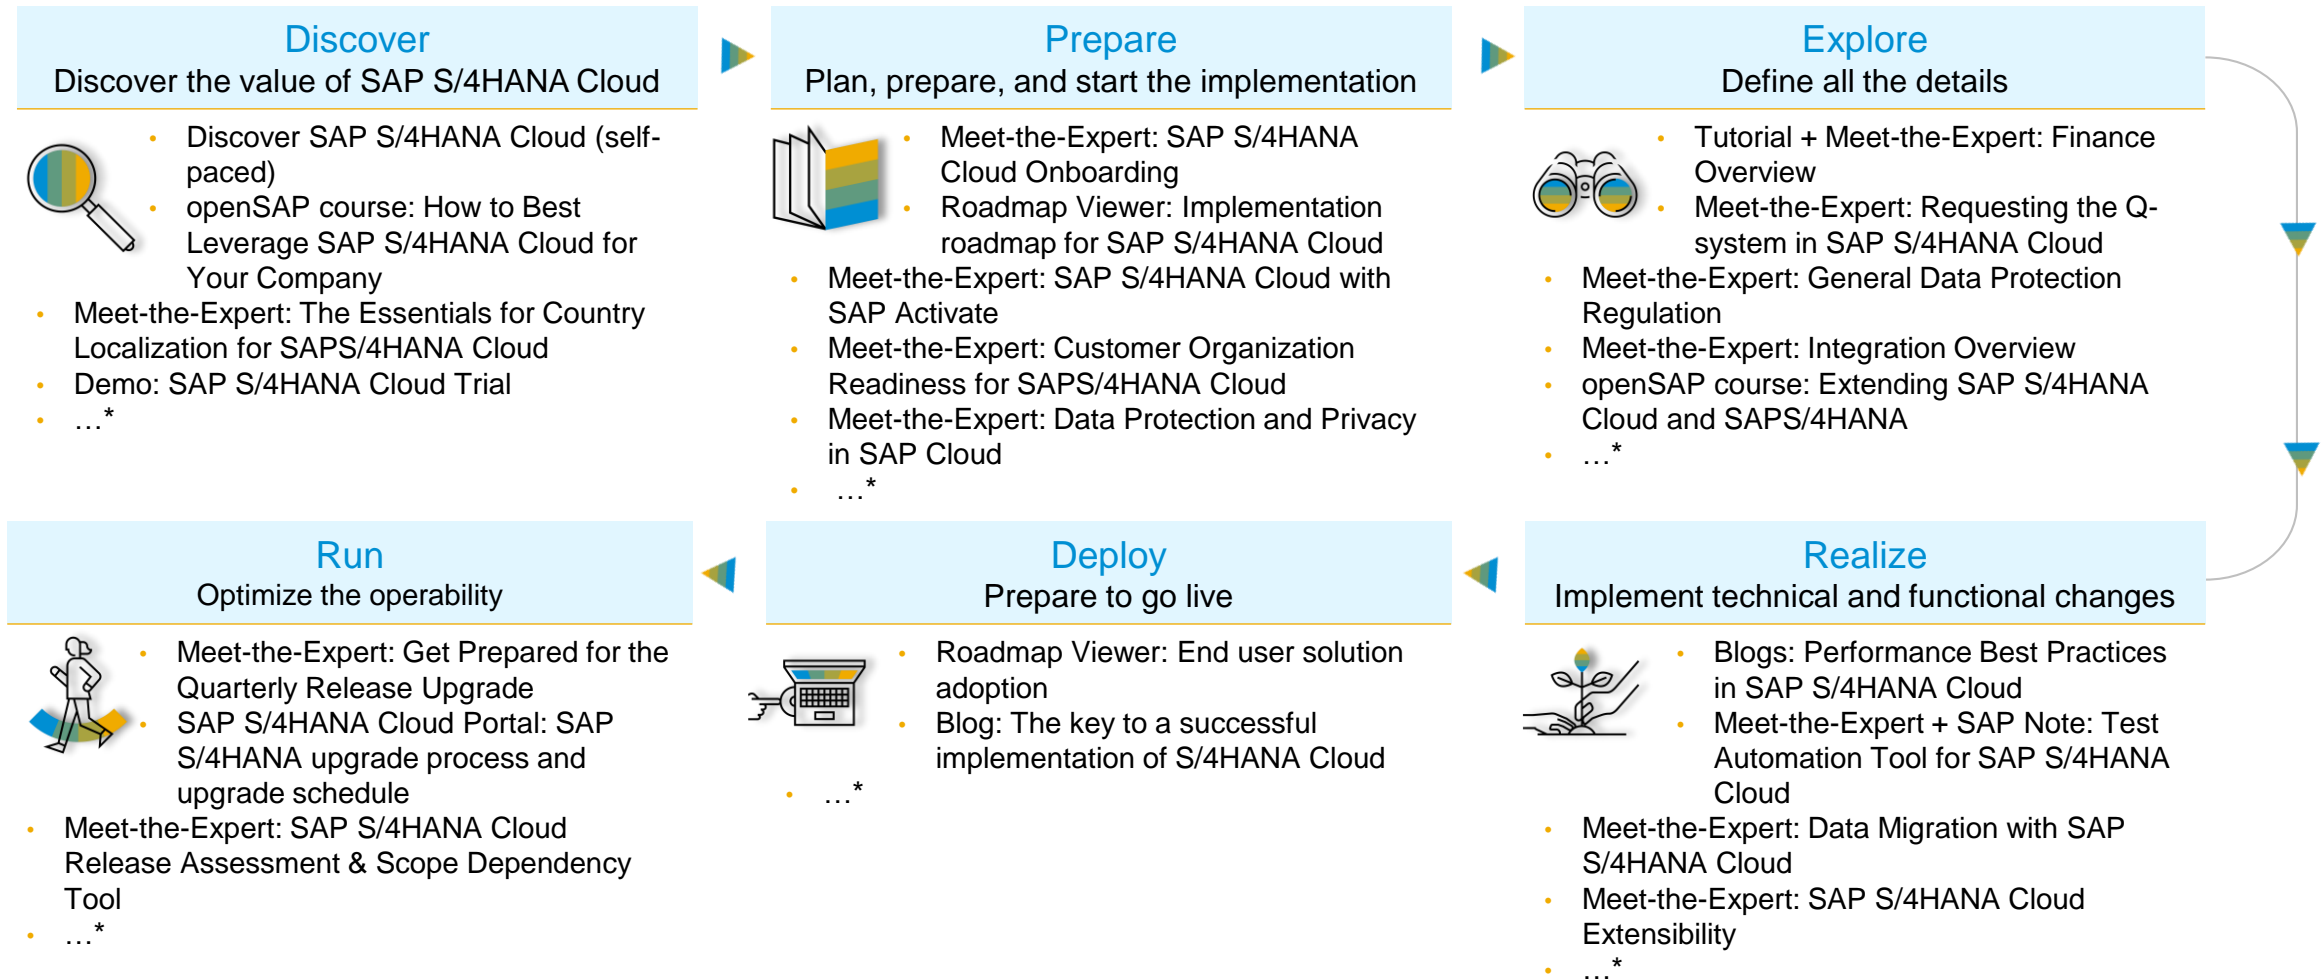 Discover
Discover the value of SAP S/4HANA Cloud
• Discover SAP S/4HANA Cloud (self-
paced)
• openSAP course: How to Best
Leverage SAP S/4HANA Cloud for
Your Company
• Meet-the-Expert: The Essentials for Country
Localization for SAPS/4HANA Cloud
• Demo: SAP S/4HANA Cloud Trial
• …*
Prepare
Plan, prepare, and start the implementation
• Meet-the-Expert: SAP S/4HANA
Cloud Onboarding
• Roadmap Viewer: Implementation
roadmap for SAP S/4HANA Cloud
• Meet-the-Expert: SAP S/4HANA Cloud with
SAP Activate
• Meet-the-Expert: Customer Organization
Readiness for SAPS/4HANA Cloud
• Meet-the-Expert: Data Protection and Privacy
in SAP Cloud
• …*
Explore
Define all the details
• Tutorial + Meet-the-Expert: Finance
Overview
• Meet-the-Expert: Requesting the Q-
system in SAP S/4HANA Cloud
• Meet-the-Expert: General Data Protection
Regulation
• Meet-the-Expert: Integration Overview
• openSAP course: Extending SAP S/4HANA
Cloud and SAPS/4HANA
• …*
Run
Optimize the operability
• Meet-the-Expert: Get Prepared for the
Quarterly Release Upgrade
• SAP S/4HANA Cloud Portal: SAP
S/4HANA upgrade process and
upgrade schedule
• Meet-the-Expert: SAP S/4HANA Cloud
Release Assessment & Scope Dependency
Tool
• …*
Deploy
Prepare to go live
• Roadmap Viewer: End user solution
adoption
• Blog: The key to a successful
implementation of S/4HANA Cloud
• …*
Realize
Implement technical and functional changes
• Blogs: Performance Best Practices
in SAP S/4HANA Cloud
• Meet-the-Expert + SAP Note: Test
Automation Tool for SAP S/4HANA
Cloud
• Meet-the-Expert: Data Migration with SAP
S/4HANA Cloud
• Meet-the-Expert: SAP S/4HANA Cloud
Extensibility
• …*